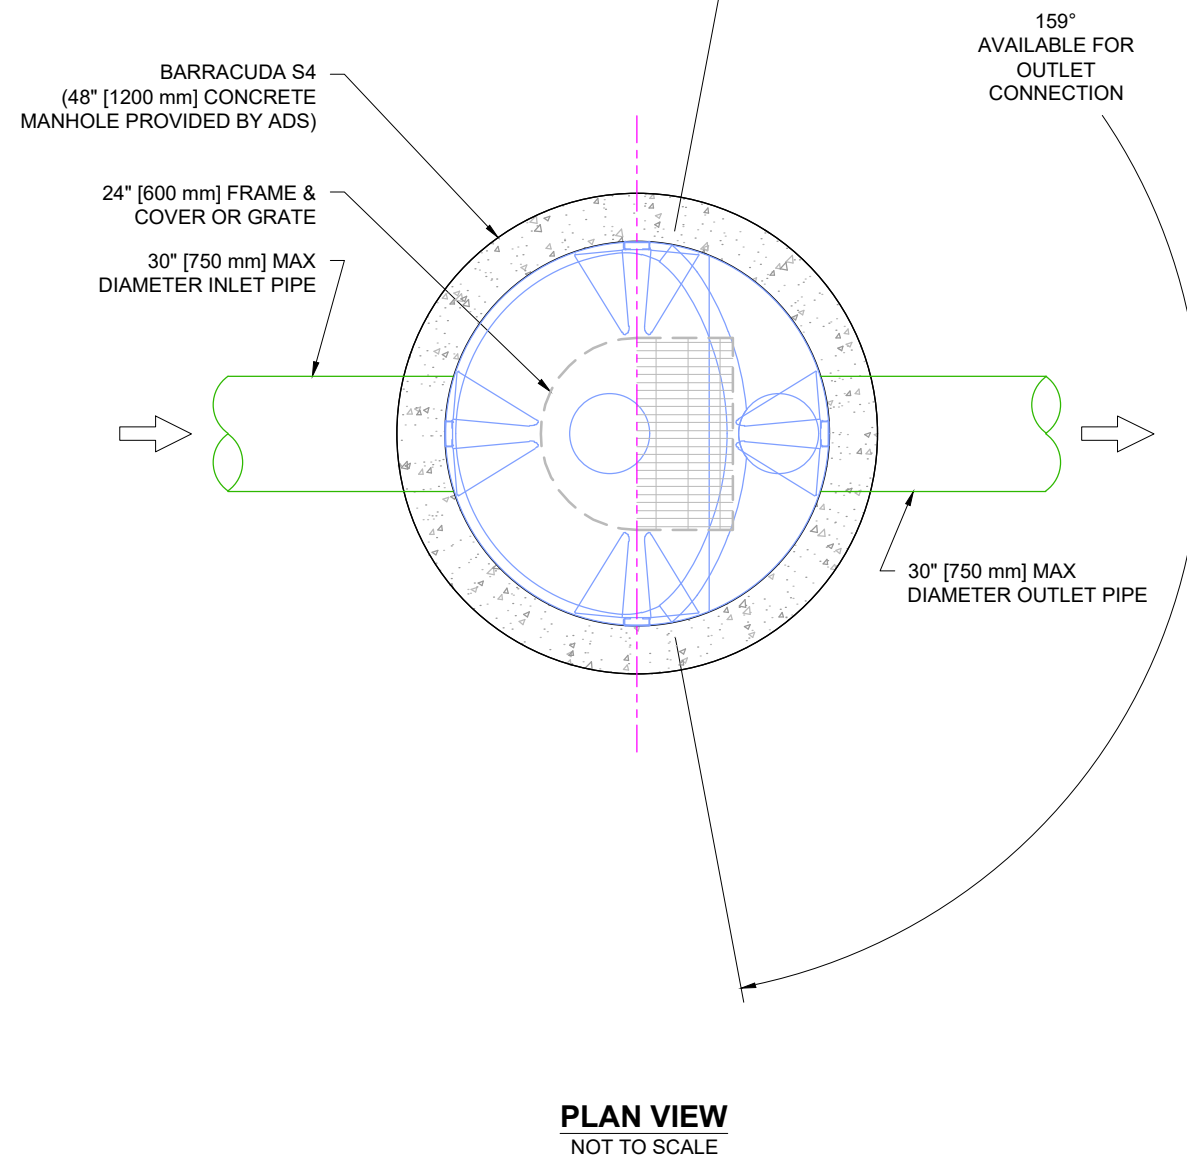 159°
AVAILABLE FOR
OUTLET
CONNECTION
BARRACUDA S4
(48" [1200 mm] CONCRETE
MANHOLE PROVIDED BY ADS)
24" [600 mm] FRAME &
COVER OR GRATE
30" [750 mm] MAX
DIAMETER INLET PIPE
30" [750 mm] MAX
DIAMETER OUTLET PIPE
PLAN VIEW
NOT TO SCALE